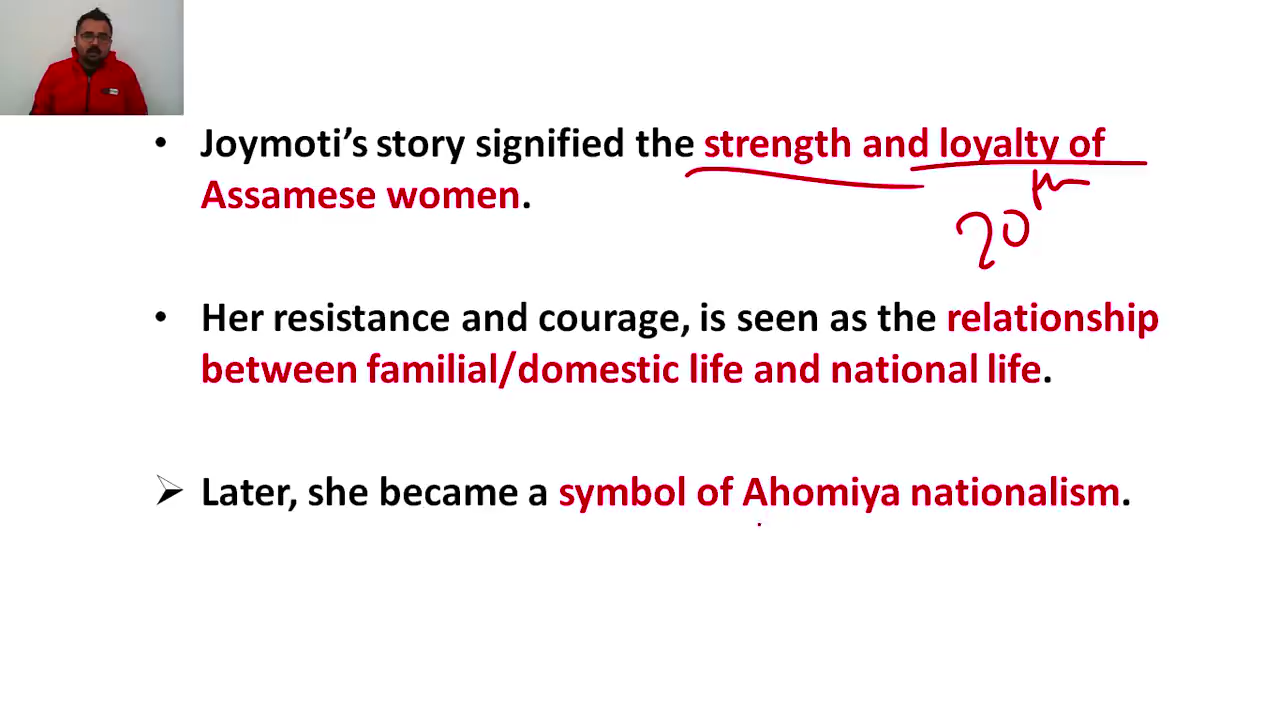 • Joymoti’s story signified the strength and loyalty of
Assamese women.
20th
• Her resistance and courage, is seen as the relationship
between familial/domestic life and national life.
➢ Later, she became a symbol of Ahomiya nationalism.